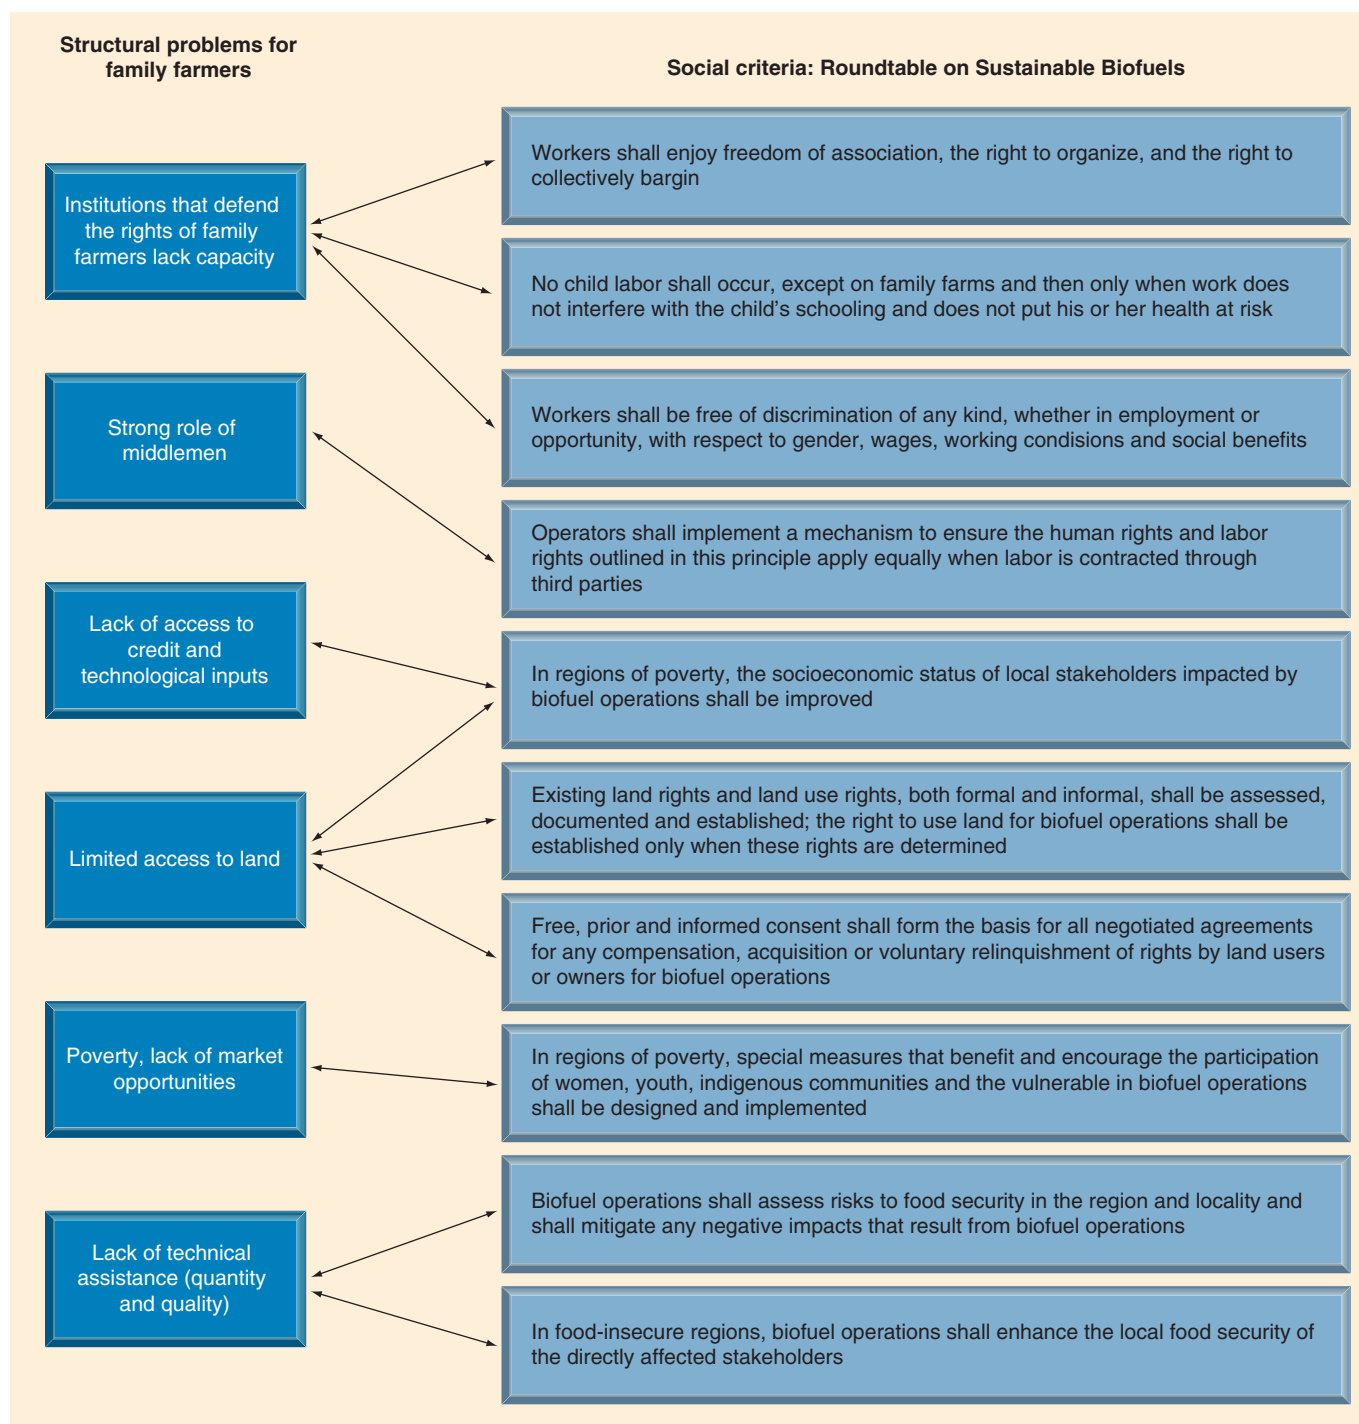 Structural problems for
family farmers
Social criteria: Roundtable on Sustainable Biofuels
Institutions that defend
the rights of family
farmers lack capacity
Strong role of
middlemen
Lack of access to
credit and
technological inputs
Limited access to land
Poverty, lack of market
opportunities
Lack of technical
assistance (quantity
and quality)
Workers shall enjoy freedom of association, the right to organize, and the right to
collectively bargin
No child labor shall occur, except on family farms and then only when work does
not interfere with the child's schooling and does not put his or her health at risk
Workers shall be free of discrimination of any kind, whether in employment or
opportunity, with respect to gender, wages, working condisions and social benefits
Operators shall implement a mechanism to ensure the human rights and labor
rights outlined in this principle apply equally when labor is contracted through
third parties
In regions of poverty, the socioeconomic status of local stakeholders impacted by
biofuel operations shall be improved
Existing land rights and land use rights, both formal and informal, shall be assessed,
documented and established; the right to use land for biofuel operations shall be
established only when these rights are determined
Free, prior and informed consent shall form the basis for all negotiated agreements
for any compensation, acquisition or voluntary relinquishment of rights by land users
or owners for biofuel operations
In regions of poverty, special measures that benefit and encourage the participation
of women, youth, indigenous communities and the vulnerable in biofuel operations
shall be designed and implemented
Biofuel operations shall assess risks to food security in the region and locality and
shall mitigate any negative impacts that result from biofuel operations
In food-insecure regions, biofuel operations shall enhance the local food security of
the directly affected stakeholders